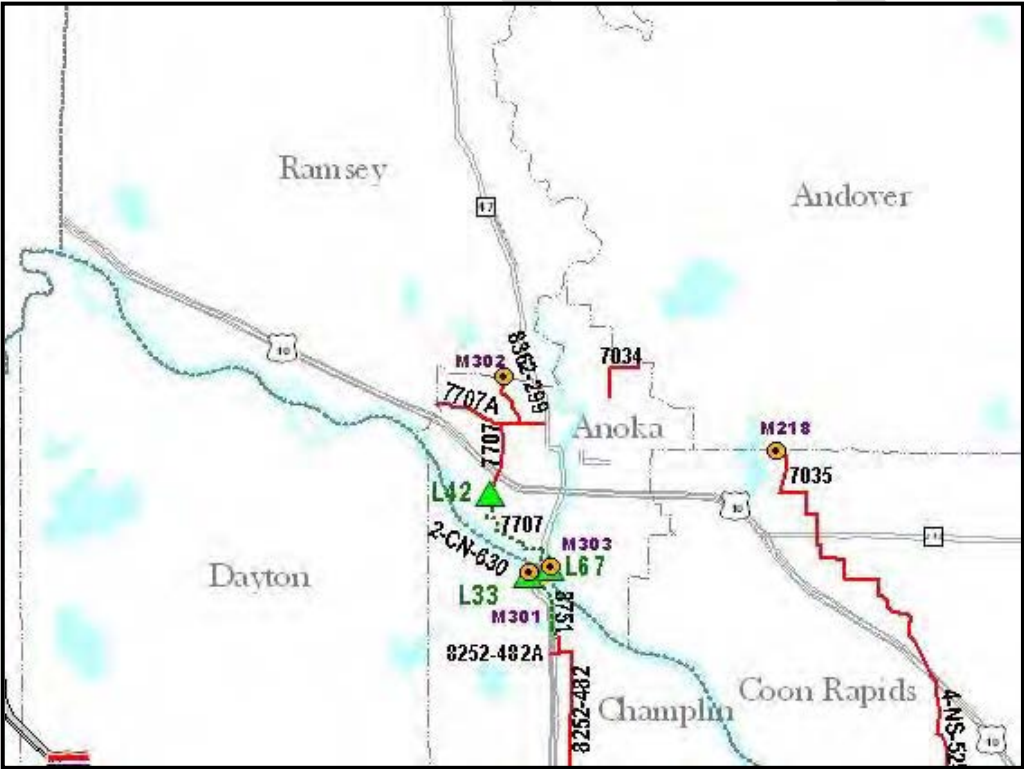 Ramsey
Andover
47
10
8362-299
M302
7034
7707A
Anoka
M218
7707
7035
L42
10
7707
2-CN-630
M303
L67
Dayton
L33
M301
8751
8252-482A
8252-482
Champlin
Coon Rapids
4-NS-52
10